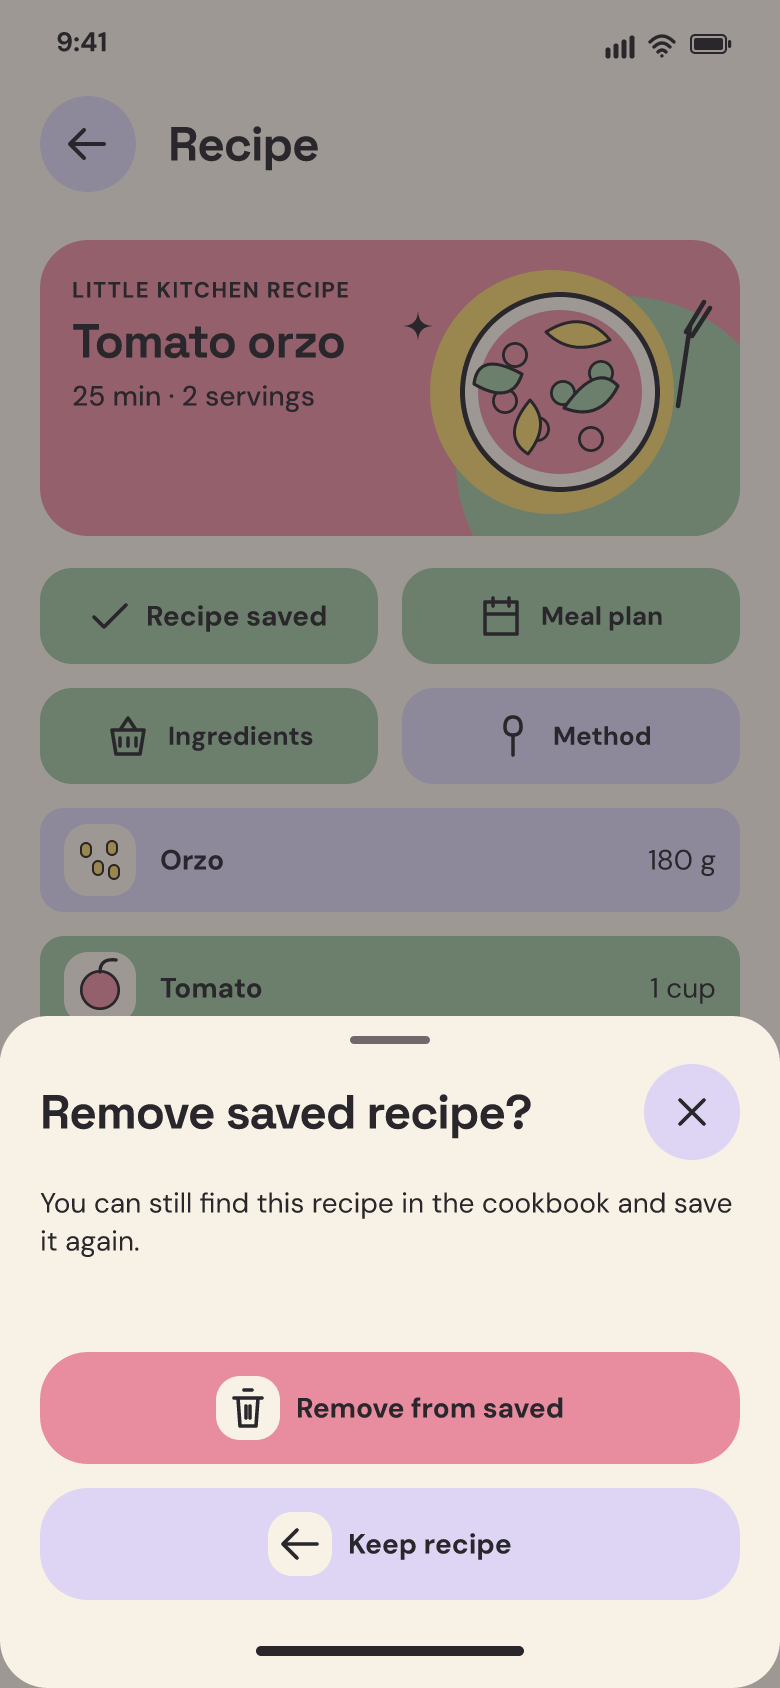 9:41
Recipe
LITTLE KITCHEN RECIPE
Tomato orzo
25 min · 2 servings
Recipe saved
Meal plan
Ingredients
Method
Orzo
180 g
Tomato
1 cup
Remove saved recipe?
You can still find this recipe in the cookbook and save
it again.
Remove from saved
Keep recipe